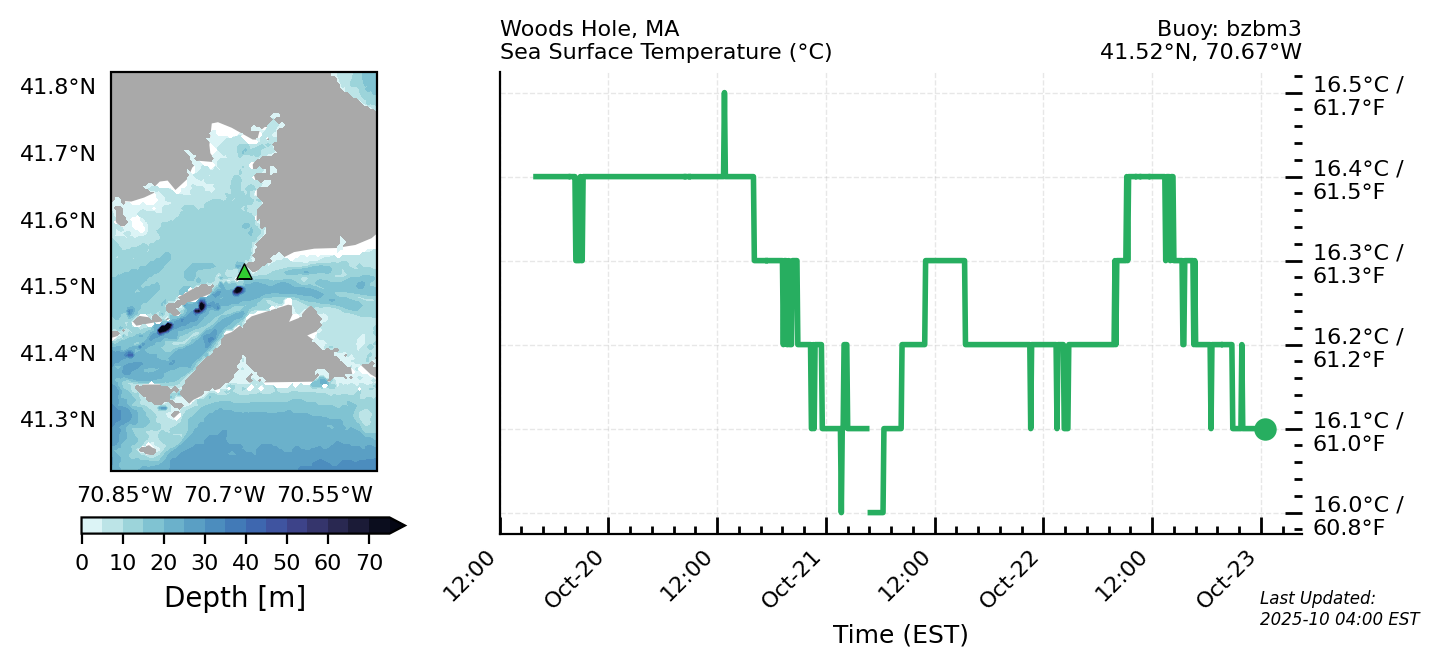 Woods Hole, MA
Sea Surface Temperature (°C)
Buoy: bzbm3
41.52°N, 70.67°W
41.8°N
41.7°N
41.6°N
41.5°N
41.4°N
41.3°N
70.85°W 70.7°W 70.55°W
0 10 20 30 40 50 60 70
Depth [m]
16.5°C /
61.7°F
16.4°C /
61.5°F
16.3°C /
61.3°F
16.2°C /
61.2°F
16.1°C /
61.0°F
16.0°C /
60.8°F
12:00
Oct-20
12:00
Oct-21
12:00
Oct-22
12:00
Oct-23
Time (EST)
Last Updated:
2025-10 04:00 EST